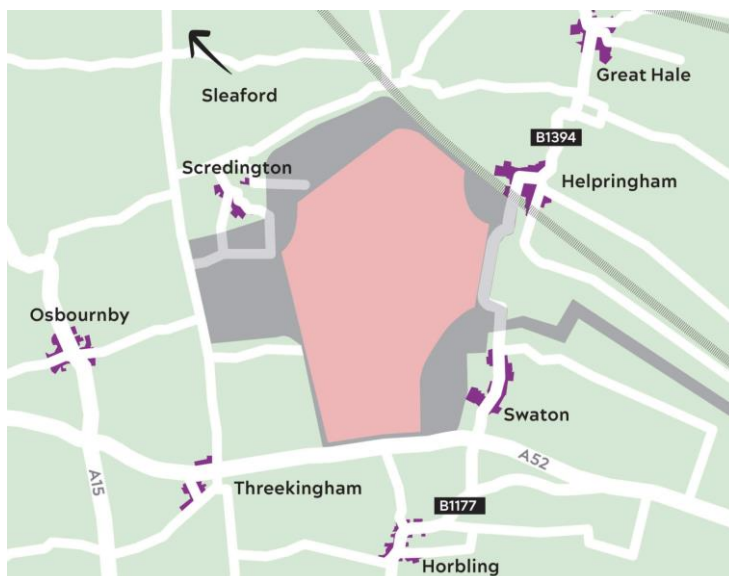 Great Hale
Sleaford
B1394
Scredington
Helpringham
Osbournby
Swaton
A52
A15
Threekingham
B1177
Horbling